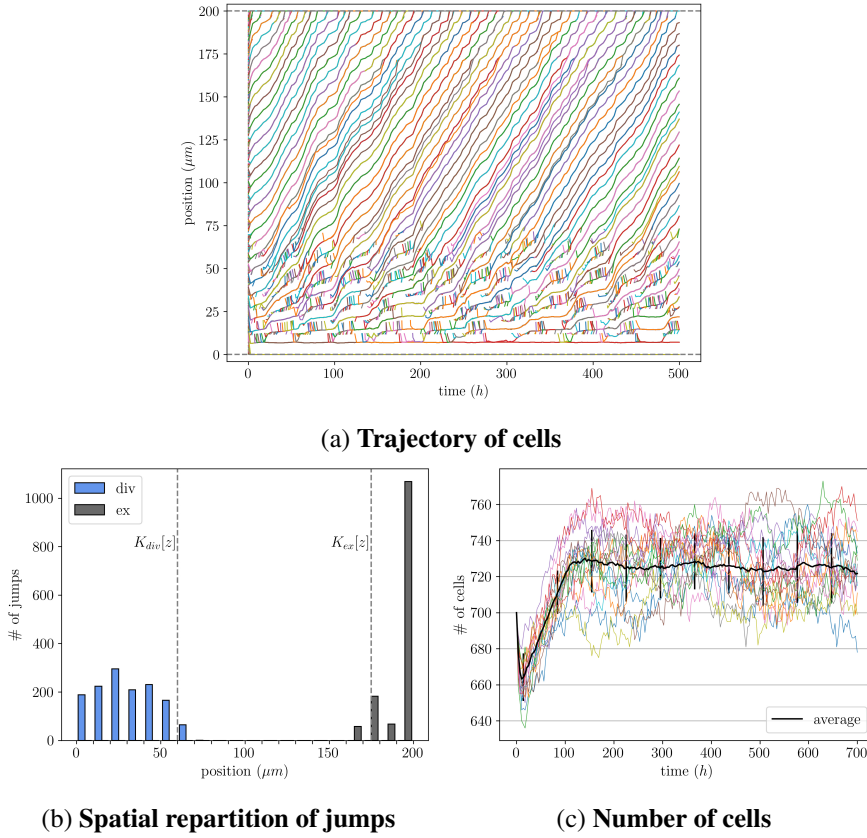 200
175
150
125
100
75
50
25
0
position (μm)
0 100 200 300 400 500
time (h)
(a) Trajectory of cells
1000
800
600
400
200
0
# of jumps
div
ex
K_div[z]
K_ex[z]
0 50 100 150 200
position (μm)
760
740
720
700
680
660
640
# of cells
average
0 100 200 300 400 500 600 700
time (h)
(b) Spatial repartition of jumps
(c) Number of cells